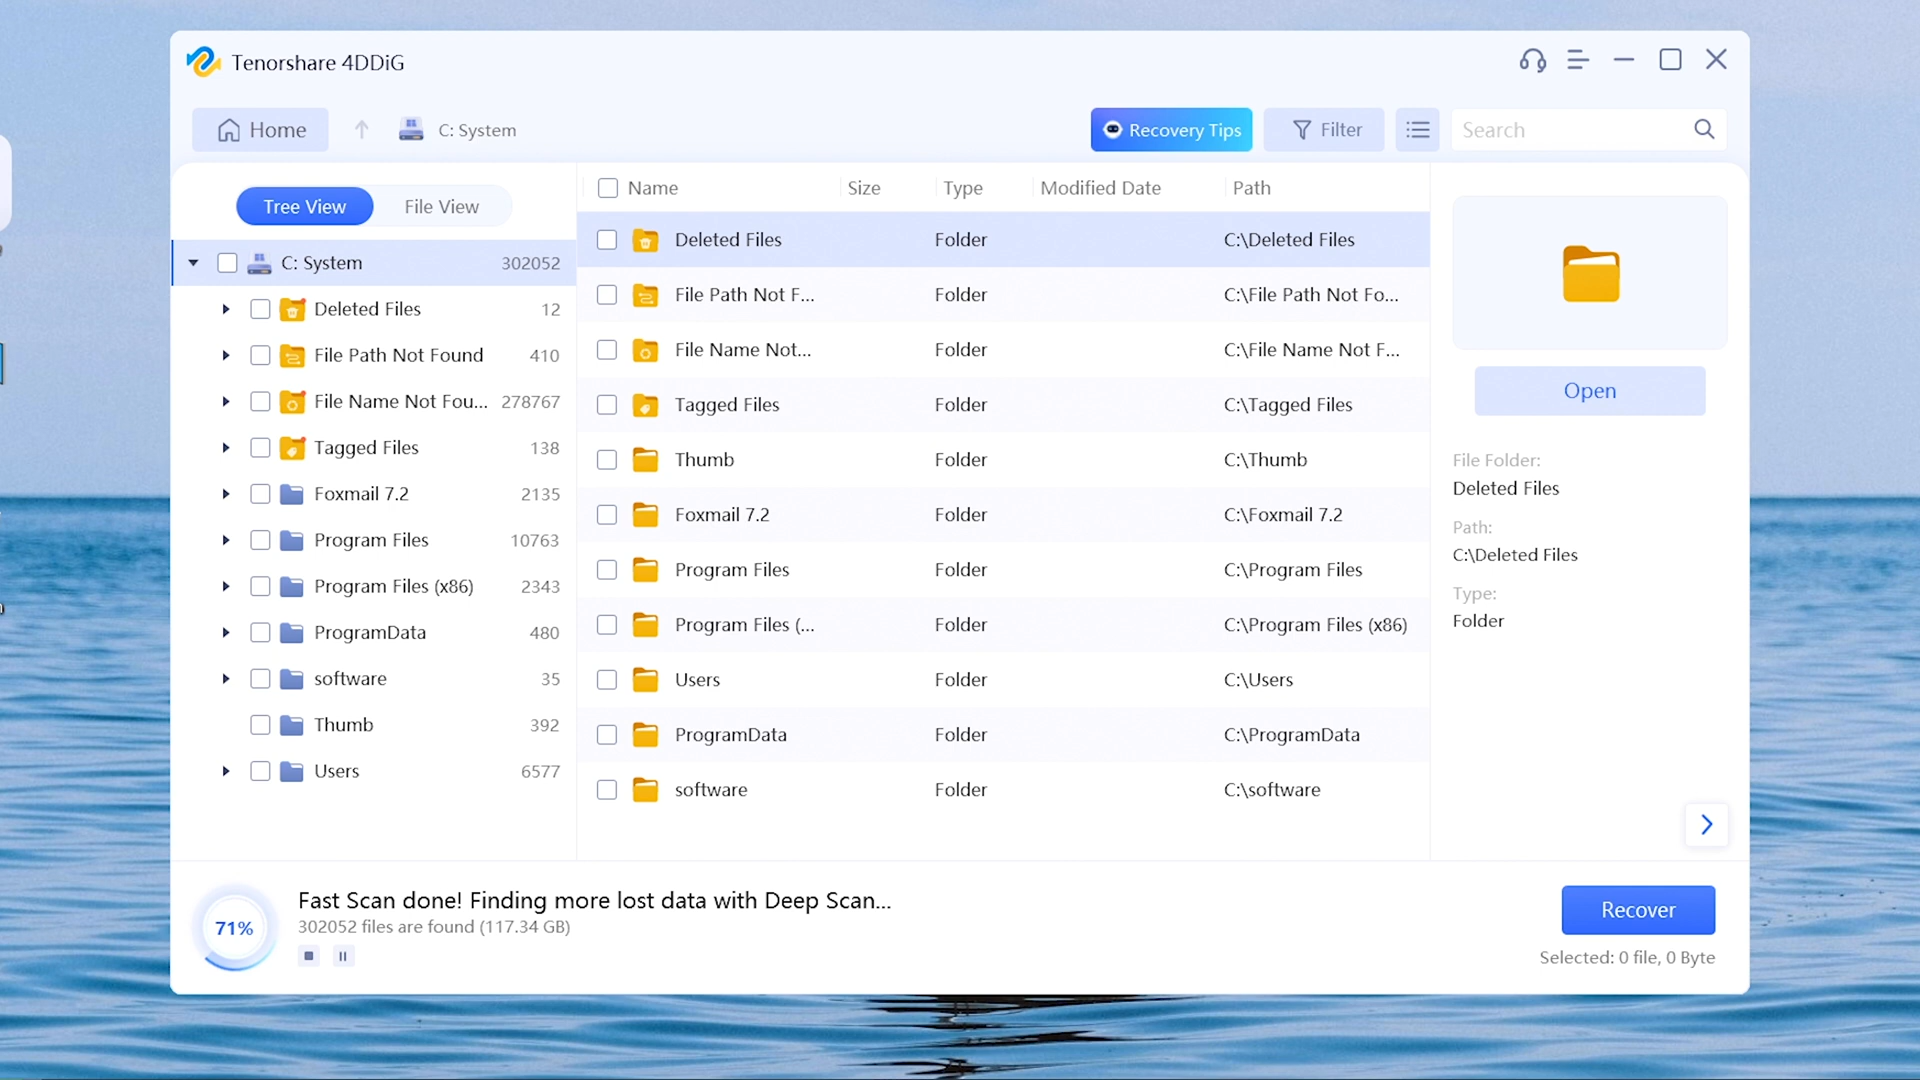 Tenorshare 4DDiG
Home
C: System
Recovery Tips
Filter
Search
Tree View
File View
C: System 302052
Deleted Files 12
File Path Not Found 410
File Name Not Fou... 278767
Tagged Files 138
Foxmail 7.2 2135
Program Files 10763
Program Files (x86) 2343
ProgramData 480
software 35
Thumb 392
Users 6577
Name Size Type Modified Date Path
Deleted Files Folder C:\Deleted Files
File Path Not F... Folder C:\File Path Not Fo...
File Name Not... Folder C:\File Name Not F...
Tagged Files Folder C:\Tagged Files
Thumb Folder C:\Thumb
Foxmail 7.2 Folder C:\Foxmail 7.2
Program Files Folder C:\Program Files
Program Files (... Folder C:\Program Files (x86)
Users Folder C:\Users
ProgramData Folder C:\ProgramData
software Folder C:\software
Open
File Folder:
Deleted Files
Path:
C:\Deleted Files
Type:
Folder
71%
Fast Scan done! Finding more lost data with Deep Scan...
302052 files are found (117.34 GB)
Recover
Selected: 0 file, 0 Byte